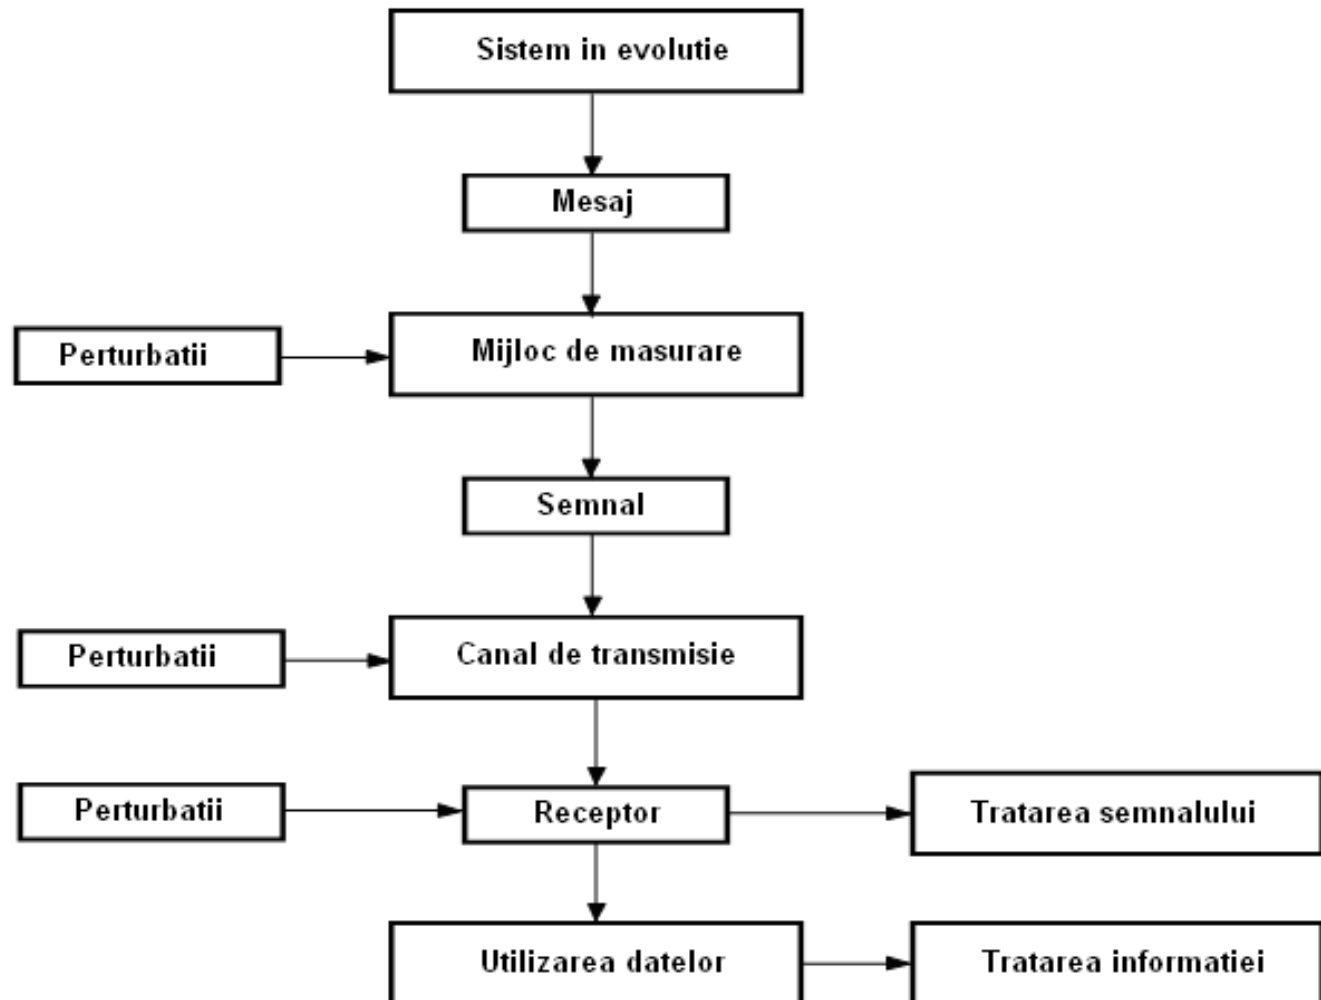 Sistem in evolutie
Mesaj
Perturbatii
Mijloc de masurare
Semnal
Perturbatii
Canal de transmisie
Perturbatii
Receptor
Tratarea semnalului
Utilizarea datelor
Tratarea informatiei